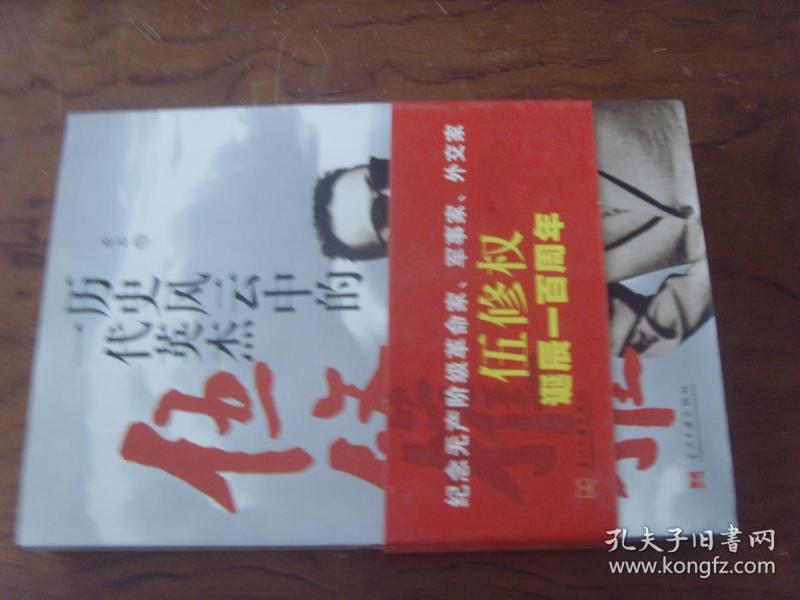 历史风云中的
一代英杰
伍
纪念无产阶级革命家、军事家、外交家
伍修权
诞辰一百周年
孔夫子旧书网
www.kongfz.com